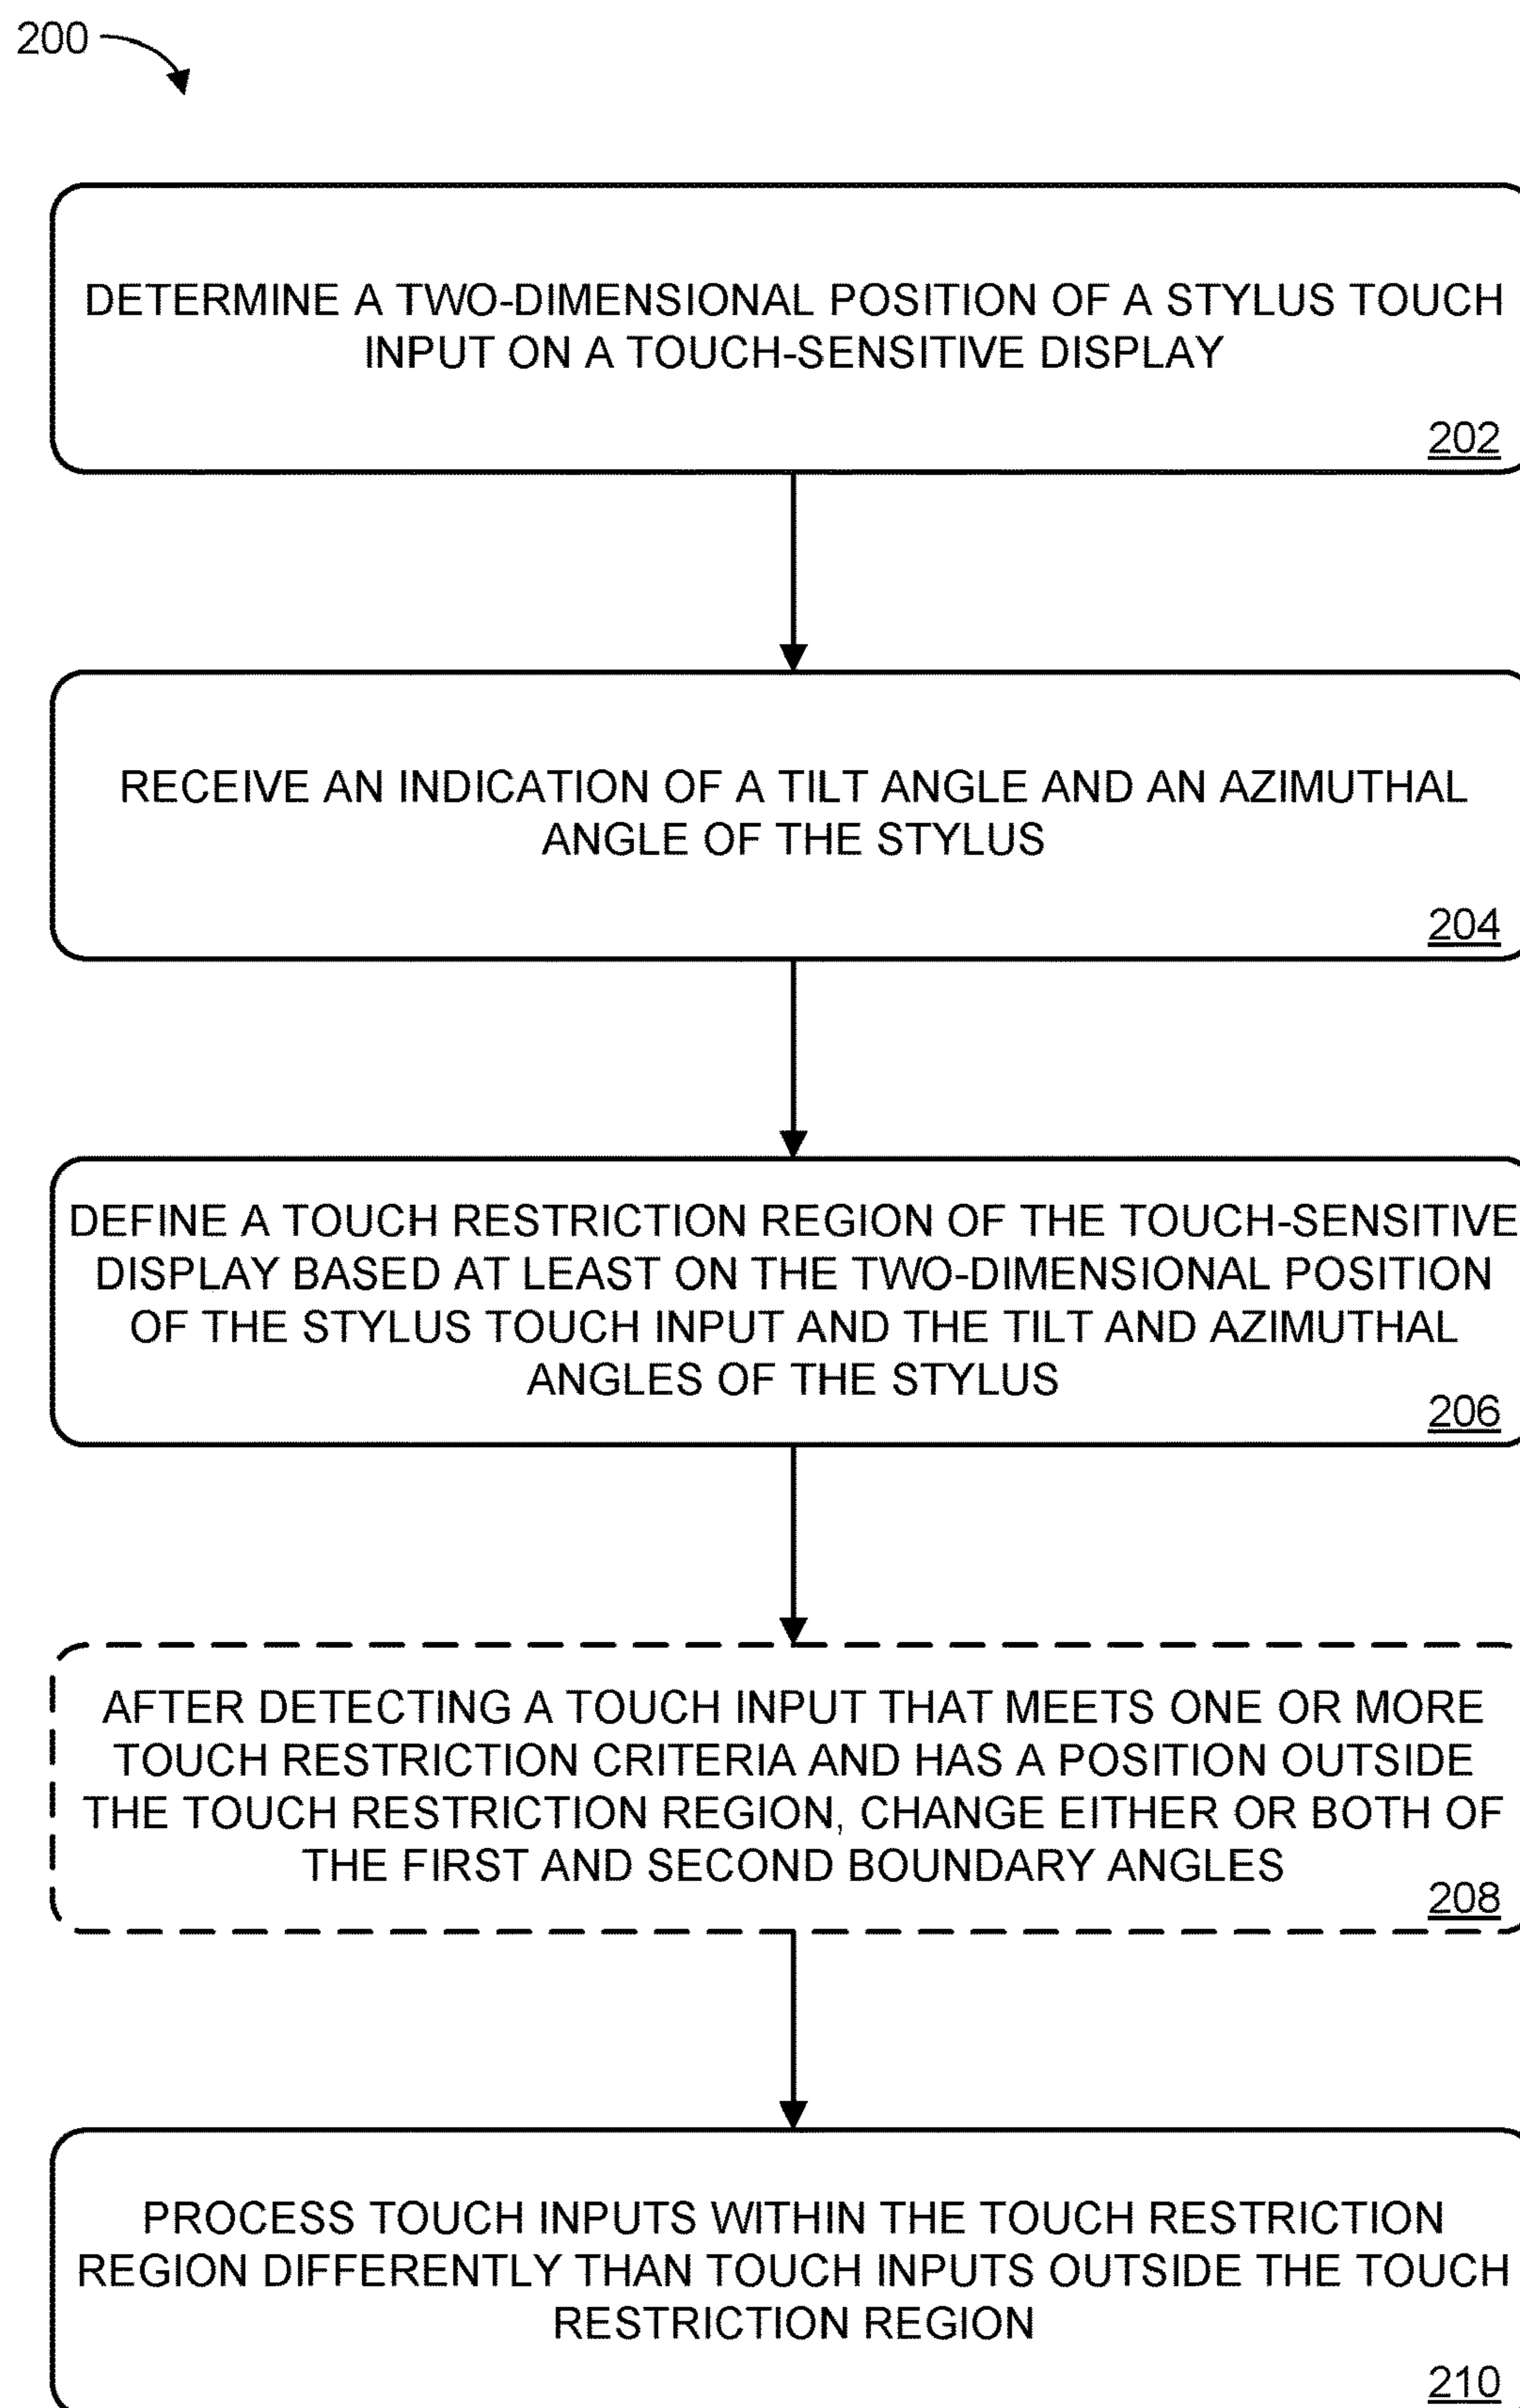 200
DETERMINE A TWO-DIMENSIONAL POSITION OF A STYLUS TOUCH
INPUT ON A TOUCH-SENSITIVE DISPLAY
202
RECEIVE AN INDICATION OF A TILT ANGLE AND AN AZIMUTHAL
ANGLE OF THE STYLUS
204
DEFINE A TOUCH RESTRICTION REGION OF THE TOUCH-SENSITIVE
DISPLAY BASED AT LEAST ON THE TWO-DIMENSIONAL POSITION
OF THE STYLUS TOUCH INPUT AND THE TILT AND AZIMUTHAL
ANGLES OF THE STYLUS
206
AFTER DETECTING A TOUCH INPUT THAT MEETS ONE OR MORE
TOUCH RESTRICTION CRITERIA AND HAS A POSITION OUTSIDE
THE TOUCH RESTRICTION REGION, CHANGE EITHER OR BOTH OF
THE FIRST AND SECOND BOUNDARY ANGLES
208
PROCESS TOUCH INPUTS WITHIN THE TOUCH RESTRICTION
REGION DIFFERENTLY THAN TOUCH INPUTS OUTSIDE THE TOUCH
RESTRICTION REGION
210